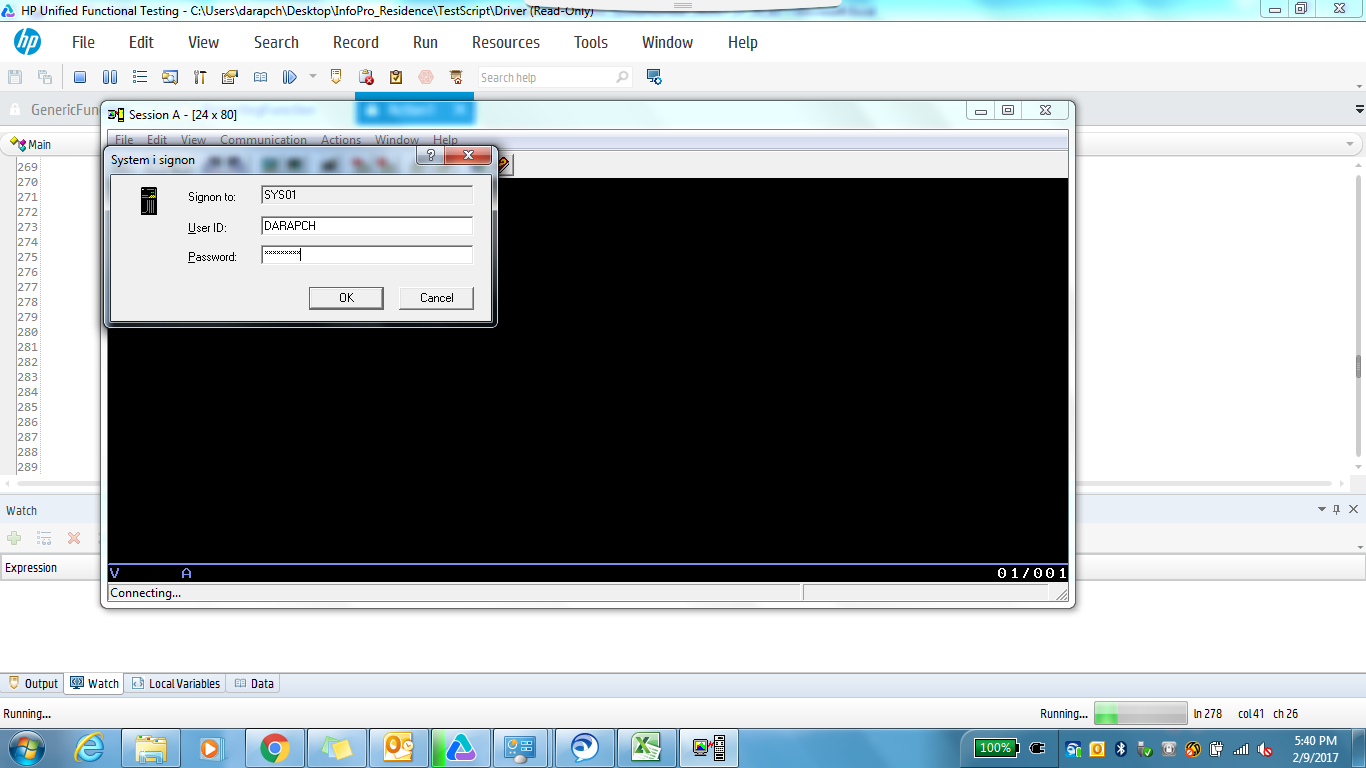 HP Unified Functional Testing - C:\Users\darapch\Desktop\InfoPro_Residence\TestScript\Driver (Read-Only)
hp File Edit View Search Record Run Resources Tools Window Help
Search help
GenericFun
Session A - [24 x 80]
File Edit View Communication Actions Window Help
Main
System i signon
Signon to: SYS01
User ID: DARAPCH
Password: *********
OK Cancel
269
270
271
272
273
274
275
276
277
278
279
280
281
282
283
284
285
286
287
288
289
V A 01/001
Connecting...
Watch
Expression
Output Watch Local Variables Data
Running... Running... ln 278 col 41 ch 26
100%
5:40 PM
2/9/2017